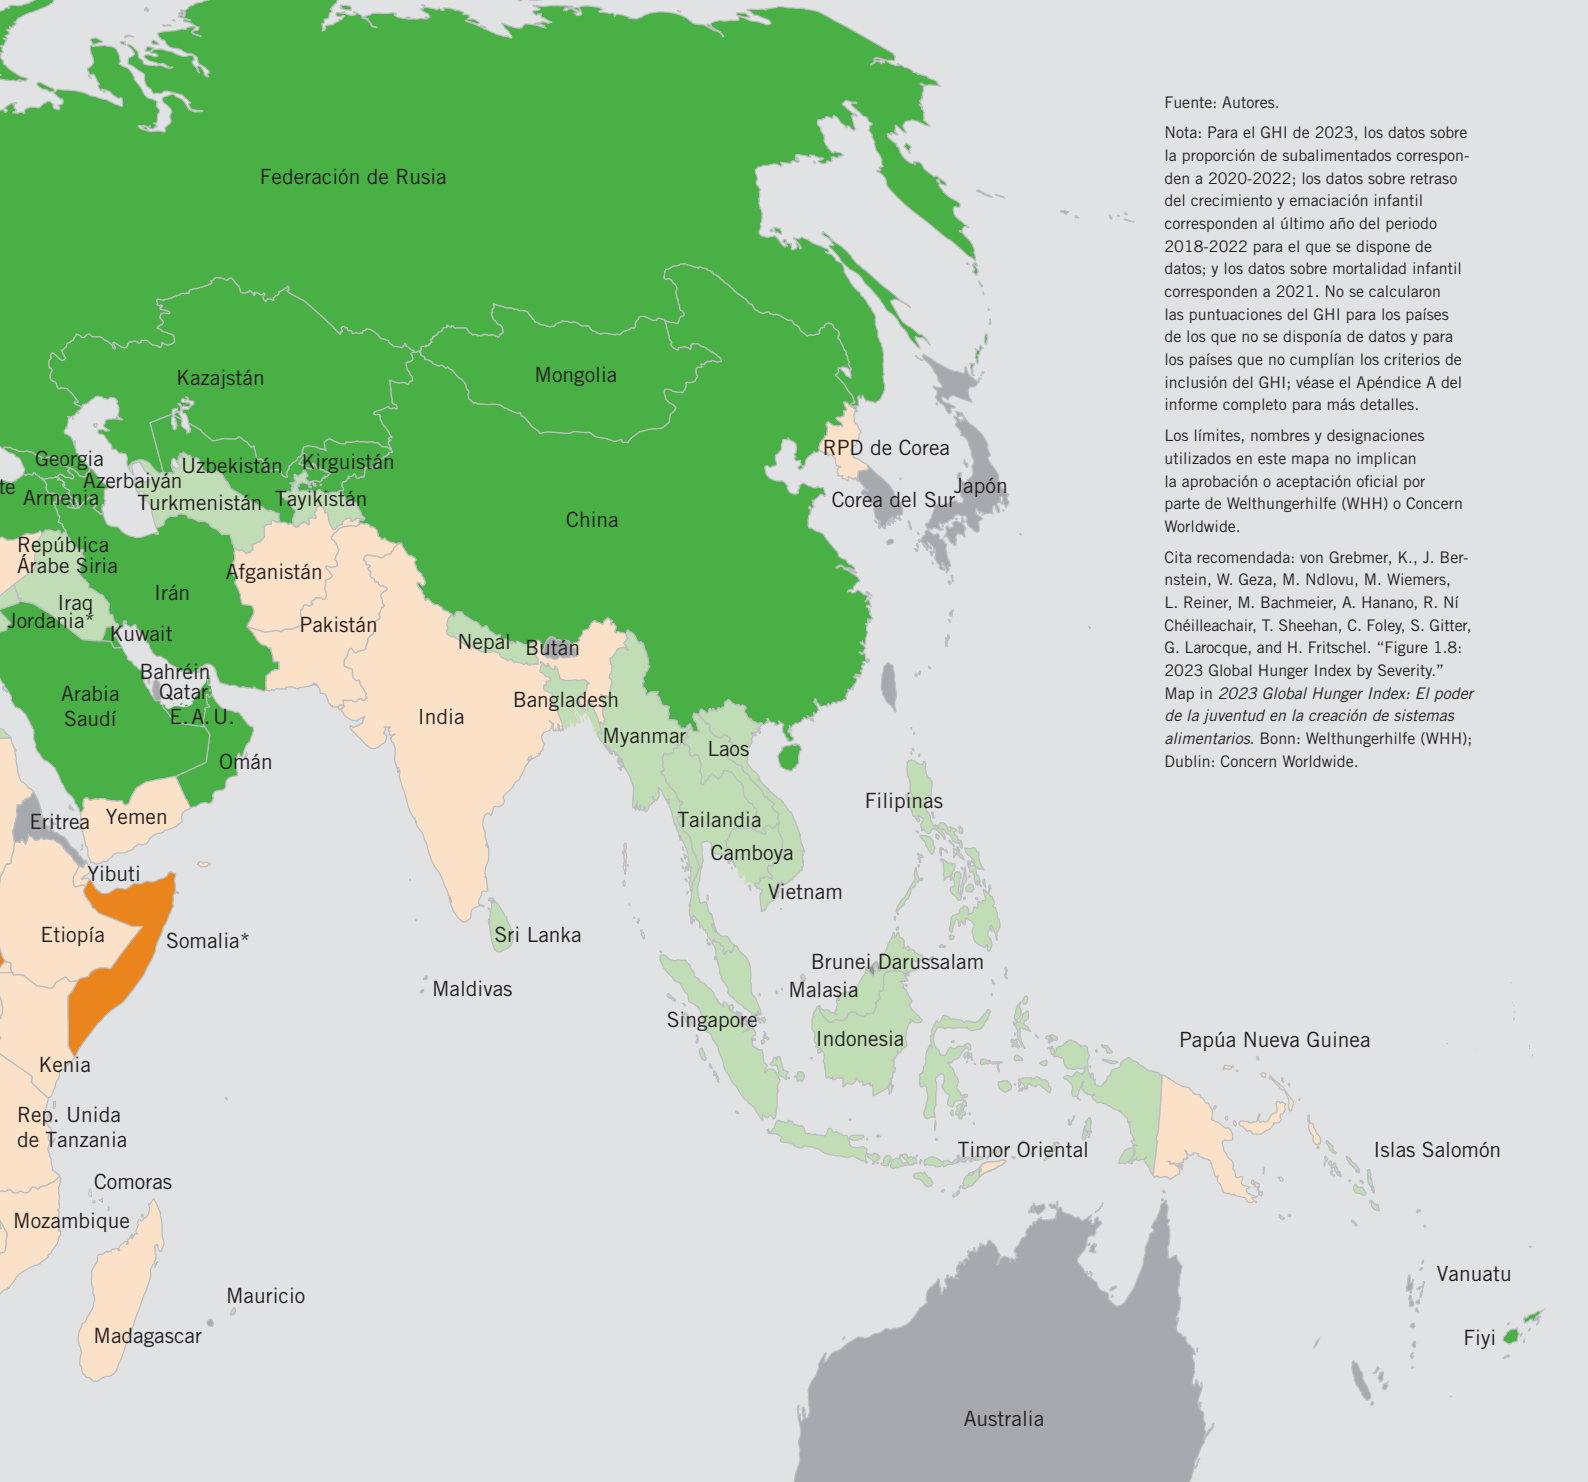 Fuente: Autores.
Nota: Para el GHI de 2023, los datos sobre
la proporción de subalimentados correspon-
den a 2020-2022; los datos sobre retraso
del crecimiento y emaciación infantil
corresponden al último año del periodo
2018-2022 para el que se dispone de
datos; y los datos sobre mortalidad infantil
corresponden a 2021. No se calcularon
las puntuaciones del GHI para los países
de los que no se disponía de datos y para
los países que no cumplían los criterios de
inclusión del GHI; véase el Apéndice A del
informe completo para más detalles.
Los límites, nombres y designaciones
utilizados en este mapa no implican
la aprobación o aceptación oficial por
parte de Welthungerhilfe (WHH) o Concern
Worldwide.
Cita recomendada: von Grebmer, K., J. Ber-
nstein, W. Geza, M. Ndlovu, M. Wiemers,
L. Reiner, M. Bachmeier, A. Hanano, R. Ní
Chéilleachair, T. Sheehan, C. Foley, S. Gitter,
G. Larocque, and H. Fritschel. “Figure 1.8:
2023 Global Hunger Index by Severity.”
Map in 2023 Global Hunger Index: El poder
de la juventud en la creación de sistemas
alimentarios. Bonn: Welthungerhilfe (WHH);
Dublin: Concern Worldwide.
Federación de Rusia
Kazajstán
Mongolia
RPD de Corea
Georgia
Uzbekistán
Kirguistán
Azerbaiyán
te
Armenia
Turkmenistán
Tayikistán
Corea del Sur
Japón
China
República
Árabe Siria
Afganistán
Irán
Iraq
Jordania*
Kuwait
Pakistán
Nepal
Bután
Bahréin
Qatar
Arabia
Saudí
E. A. U.
Bangladesh
India
Myanmar
Laos
Omán
Filipinas
Eritrea
Yemen
Tailandia
Camboya
Yibuti
Vietnam
Etiopía
Somalia*
Sri Lanka
Brunei Darussalam
Maldivas
Malasia
Singapore
Indonesia
Papúa Nueva Guinea
Kenia
Rep. Unida
de Tanzania
Timor Oriental
Islas Salomón
Comoras
Mozambique
Vanuatu
Mauricio
Madagascar
Fiyi
Australia